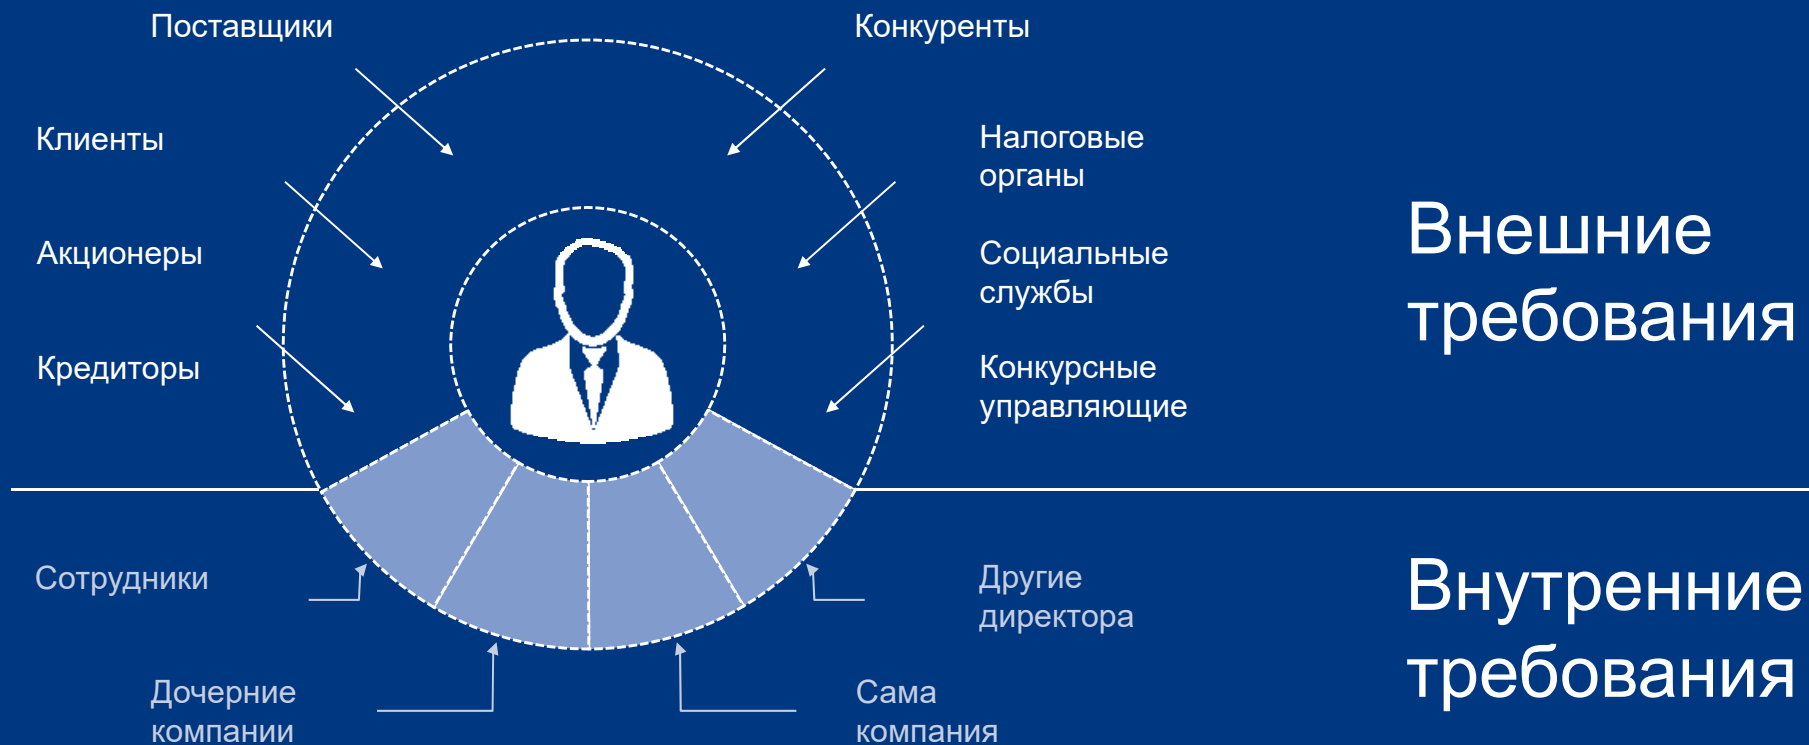 Поставщики
Конкуренты
Клиенты
Налоговые
органы
Акционеры
Социальные
службы
Кредиторы
Конкурсные
управляющие
Внешние
требования
Сотрудники
Другие
директора
Дочерние
компании
Сама
компания
Внутренние
требования